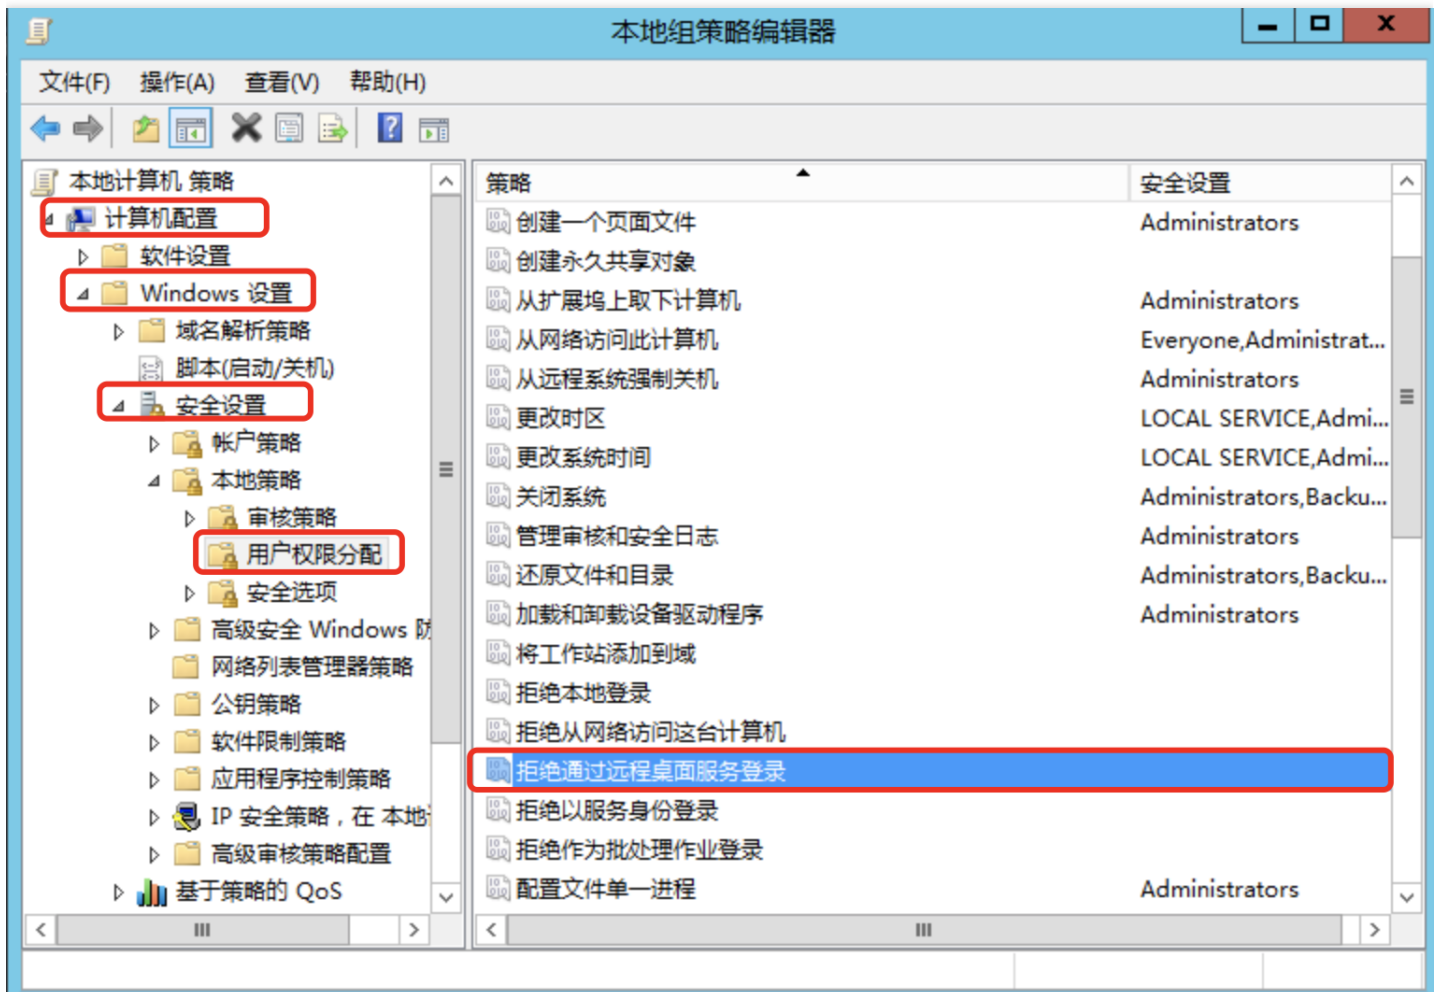 本地组策略编辑器
文件(F) 操作(A) 查看(V) 帮助(H)
本地计算机 策略
计算机配置
软件设置
Windows 设置
域名解析策略
脚本(启动/关机)
安全设置
帐户策略
本地策略
审核策略
用户权限分配
安全选项
高级安全 Windows 防
网络列表管理器策略
公钥策略
软件限制策略
应用程序控制策略
IP 安全策略，在 本地
高级审核策略配置
基于策略的 QoS
策略 安全设置
创建一个页面文件 Administrators
创建永久共享对象
从扩展坞上取下计算机 Administrators
从网络访问此计算机 Everyone,Administrat...
从远程系统强制关机 Administrators
更改时区 LOCAL SERVICE,Admi...
更改系统时间 LOCAL SERVICE,Admi...
关闭系统 Administrators,Backu...
管理审核和安全日志 Administrators
还原文件和目录 Administrators,Backu...
加载和卸载设备驱动程序 Administrators
将工作站添加到域
拒绝本地登录
拒绝从网络访问这台计算机
拒绝通过远程桌面服务登录
拒绝以服务身份登录
拒绝作为批处理作业登录
配置文件单一进程 Administrators